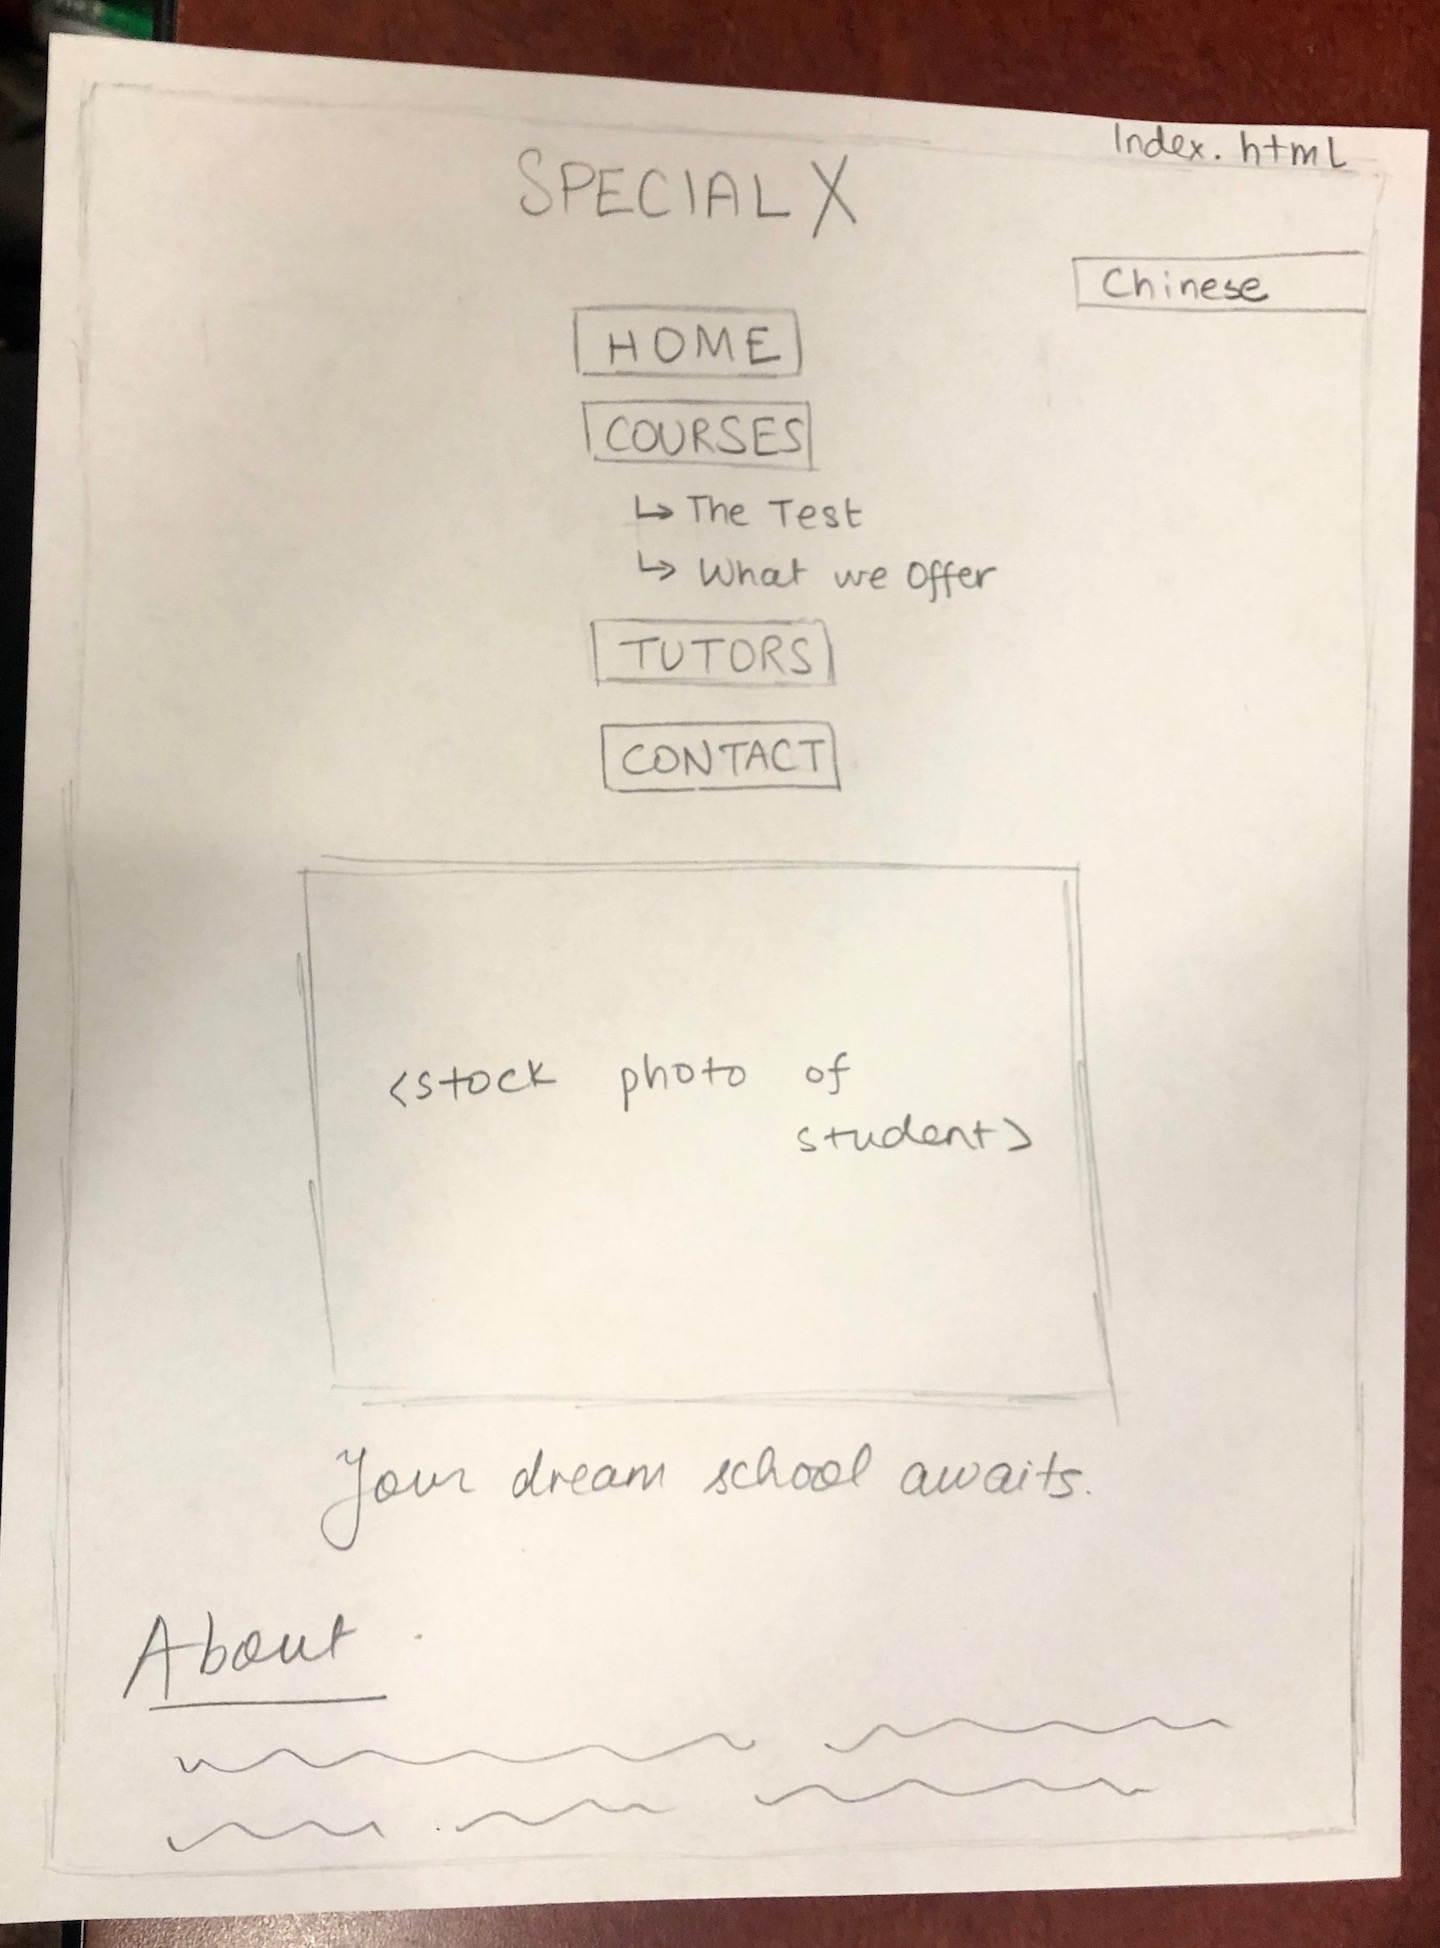 Index.html
SPECIAL X
Chinese
HOME
COURSES
↳ The Test
↳ What we Offer
TUTORS
CONTACT
<stock photo of
student>
Your dream school awaits.
About